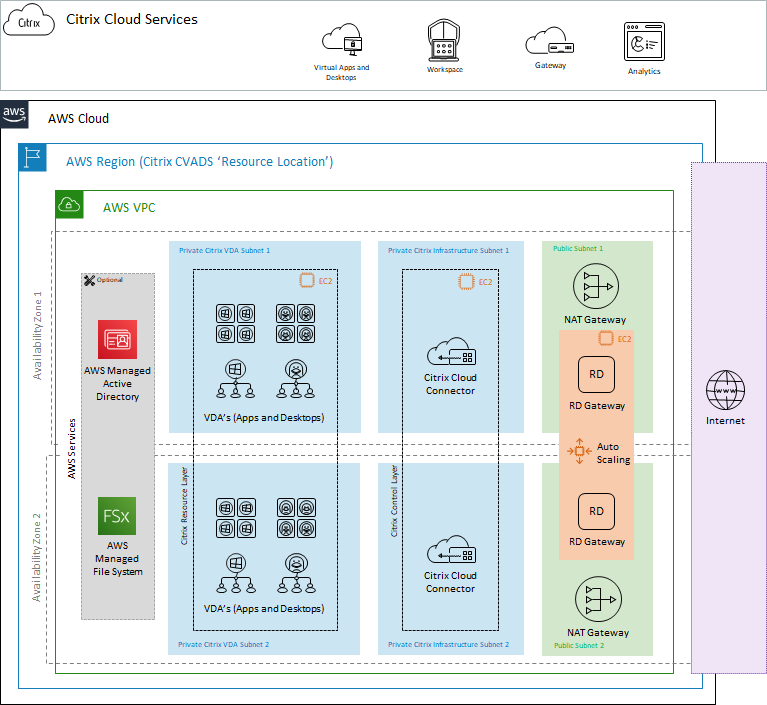 Citrix
Citrix Cloud Services
Virtual Apps and
Desktops
Workspace
Gateway
Analytics
aws
AWS Cloud
AWS Region (Citrix CVADS ‘Resource Location’)
AWS VPC
Availability Zone 1
Availability Zone 2
AWS Services
Optional
AWS Managed
Active
Directory
FSx
AWS
Managed
File System
Private Citrix VDA Subnet 1
EC2
VDA's (Apps and Desktops)
Citrix Resource Layer
VDA's (Apps and Desktops)
Private Citrix VDA Subnet 2
Private Citrix Infrastructure Subnet 1
EC2
Citrix Cloud
Connector
Citrix Control Layer
Citrix Cloud
Connector
Private Citrix Infrastructure Subnet 2
Public Subnet 1
NAT Gateway
EC2
RD
RD Gateway
Auto
Scaling
RD
RD Gateway
NAT Gateway
Public Subnet 2
WWW
Internet